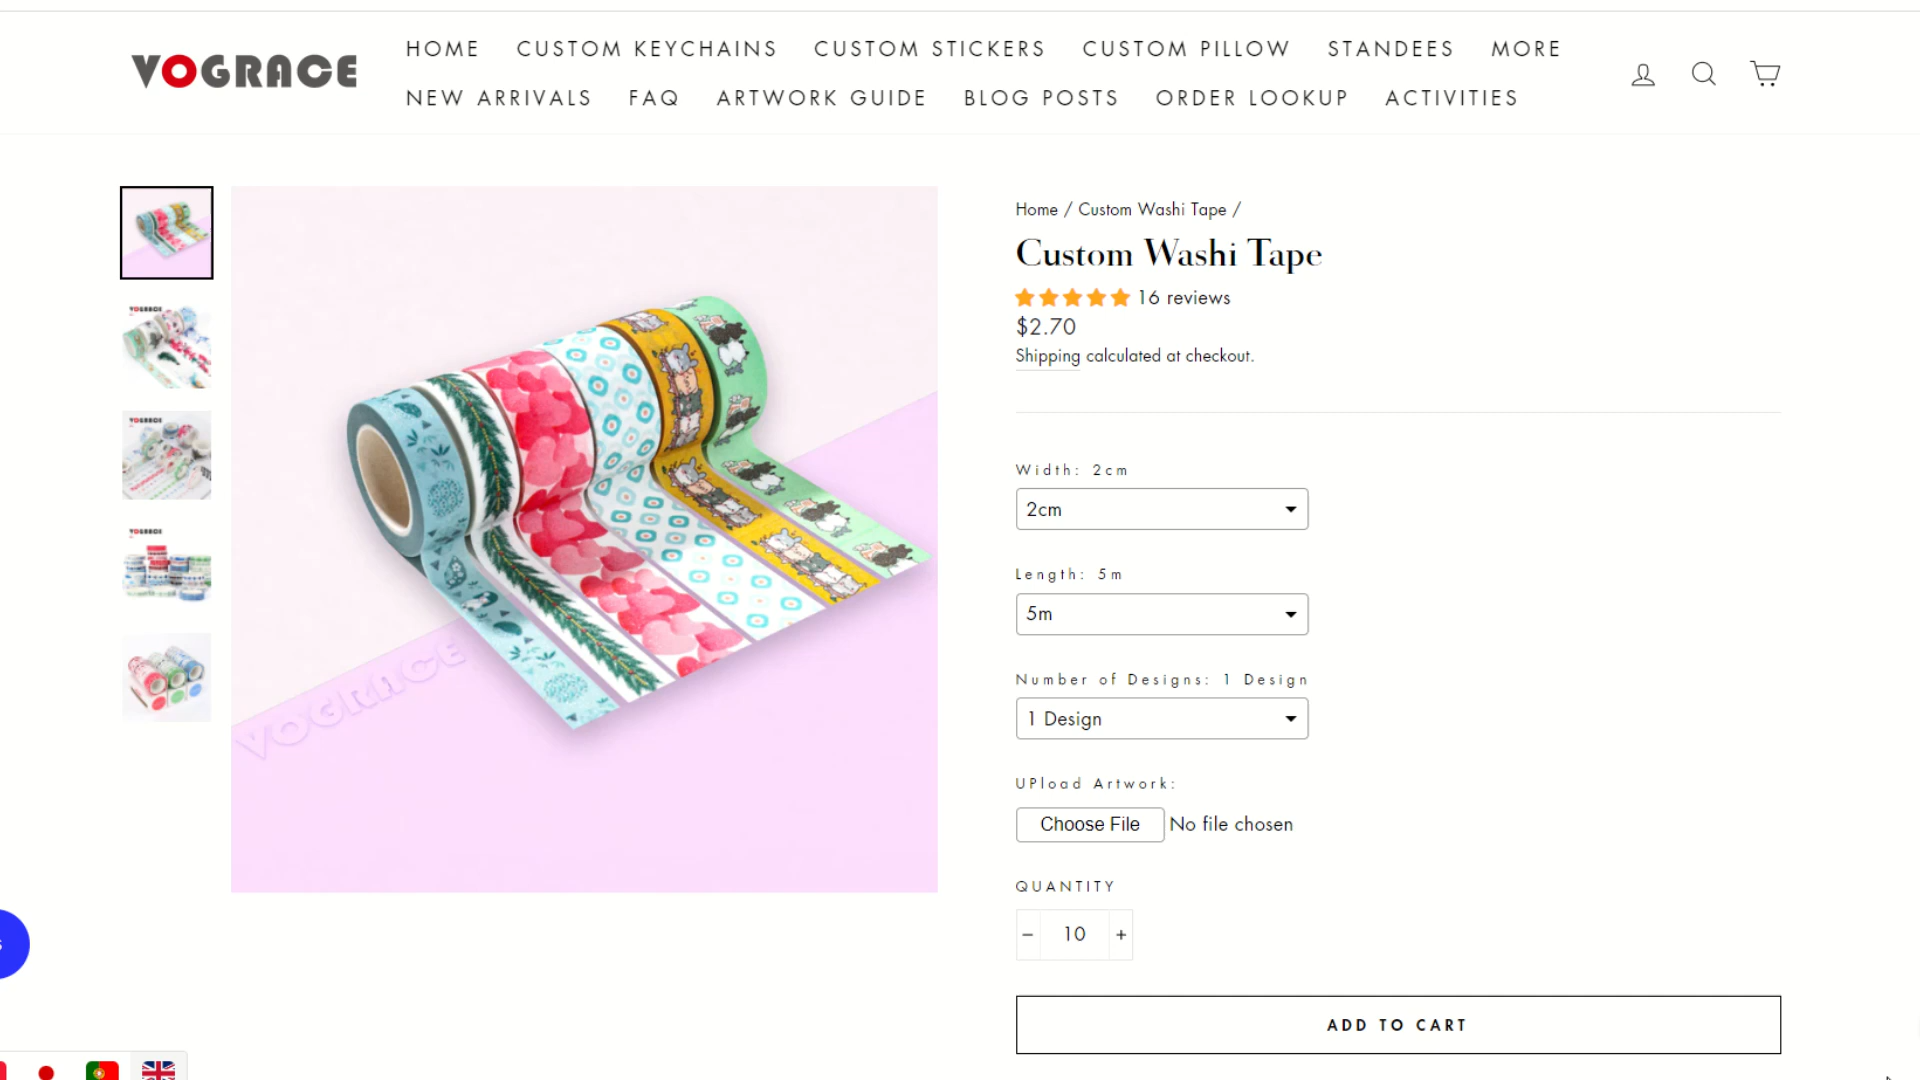 VOGRACE
HOME CUSTOM KEYCHAINS CUSTOM STICKERS CUSTOM PILLOW STANDEES MORE
NEW ARRIVALS FAQ ARTWORK GUIDE BLOG POSTS ORDER LOOKUP ACTIVITIES
VOGRACE
VOGRACE
VOGRACE
VOGRACE
Home / Custom Washi Tape /
Custom Washi Tape
16 reviews
$2.70
Shipping calculated at checkout.
Width: 2cm
2cm
Length: 5m
5m
Number of Designs: 1 Design
1 Design
UPload Artwork:
Choose File No file chosen
QUANTITY
− 10 +
ADD TO CART
s